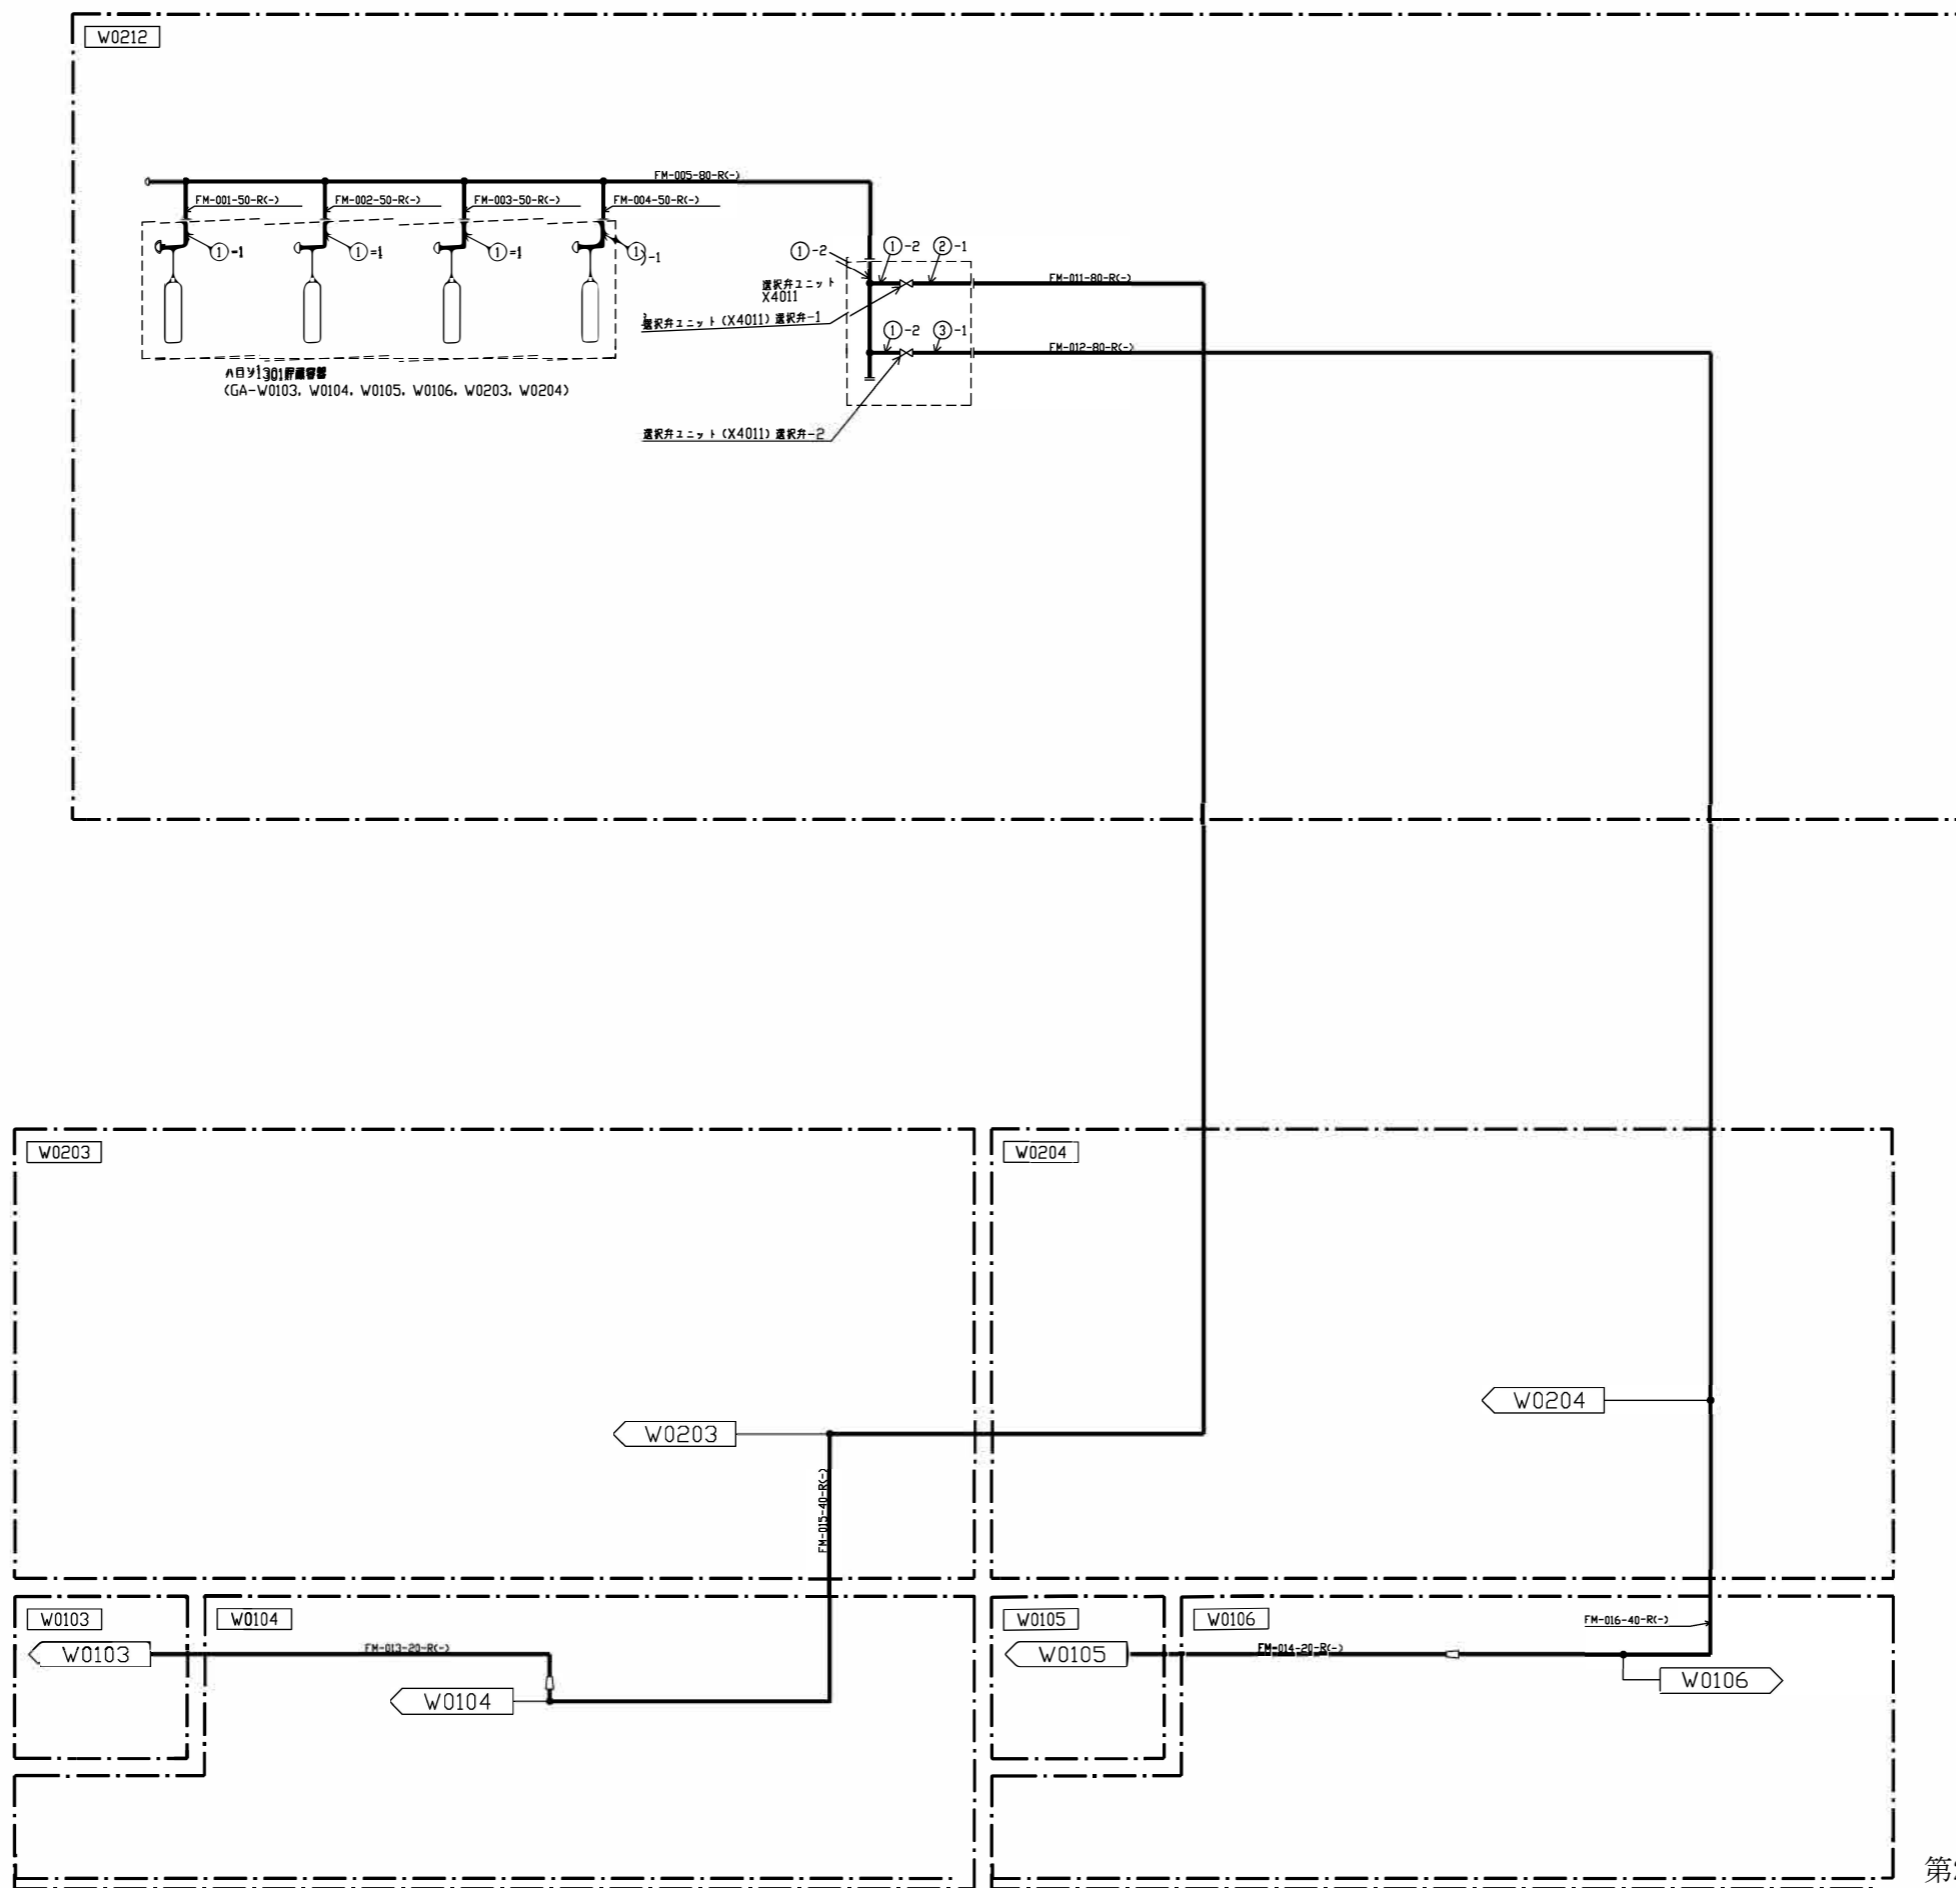 W0212
FM-005-80-R(-)
FM-001-50-R(-)
FM-002-50-R(-)
FM-003-50-R(-)
FM-004-50-R(-)
①-1
①-1
①-1
①-1
①-2
①-2
②-1
選択弁ユニット
X4011
FM-011-80-R(-)
選択弁ユニット(X4011)選択弁-1
①-2
③-1
FM-012-80-R(-)
ハロン1301貯蔵容器
(GA-W0103, W0104, W0105, W0106, W0203, W0204)
選択弁ユニット(X4011)選択弁-2
W0203
W0204
W0204
W0203
FM-015-40-R(-)
W0103
W0104
W0105
W0106
FM-016-40-R(-)
W0103
FM-013-20-R(-)
W0105
FM-014-20-R(-)
W0106
W0104
第